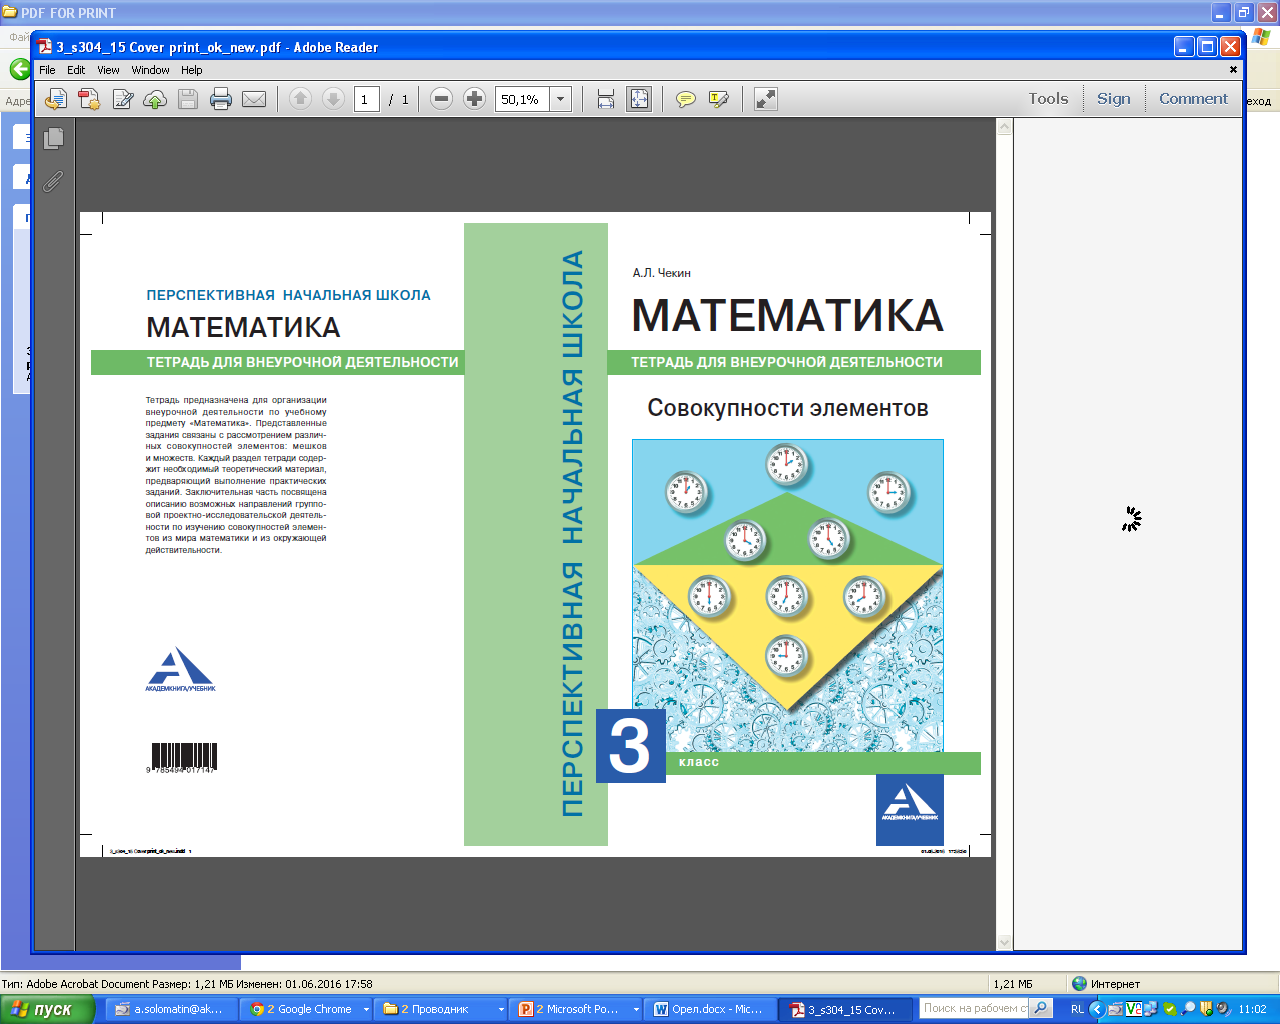 PDF FOR PRINT
3_s304_15 Cover print_ok_new.pdf - Adobe Reader
File Edit View Window Help
1 / 1 50,1% Tools Sign Comment
ПЕРСПЕКТИВНАЯ НАЧАЛЬНАЯ ШКОЛА
МАТЕМАТИКА
ТЕТРАДЬ ДЛЯ ВНЕУРОЧНОЙ ДЕЯТЕЛЬНОСТИ
Тетрадь предназначена для организации
внеурочной деятельности по учебному
предмету «Математика». Представленные
задания связаны с рассмотрением различ-
ных совокупностей элементов: мешков
и множеств. Каждый раздел тетради содер-
жит необходимый теоретический материал,
предваряющий выполнение практических
заданий. Заключительная часть посвящена
описанию возможных направлений группо-
вой проектно-исследовательской деятель-
ности по изучению совокупностей элемен-
тов из мира математики и из окружающей
действительности.
АКАДЕМКНИГА/УЧЕБНИК
9 785494 017147
ПЕРСПЕКТИВНАЯ НАЧАЛЬНАЯ ШКОЛА
А.Л. Чекин
МАТЕМАТИКА
ТЕТРАДЬ ДЛЯ ВНЕУРОЧНОЙ ДЕЯТЕЛЬНОСТИ
Совокупности элементов
3
класс
АКАДЕМКНИГА/УЧЕБНИК
Тип: Adobe Acrobat Document Размер: 1,21 МБ Изменен: 01.06.2016 17:58 1,21 МБ Интернет
пуск a.solomatin@ak... 2 Google Chrome 2 Проводник 2 Microsoft Po... Орел.docx - Mic... 3_s304_15 Cov... Поиск на рабочем RL 11:02